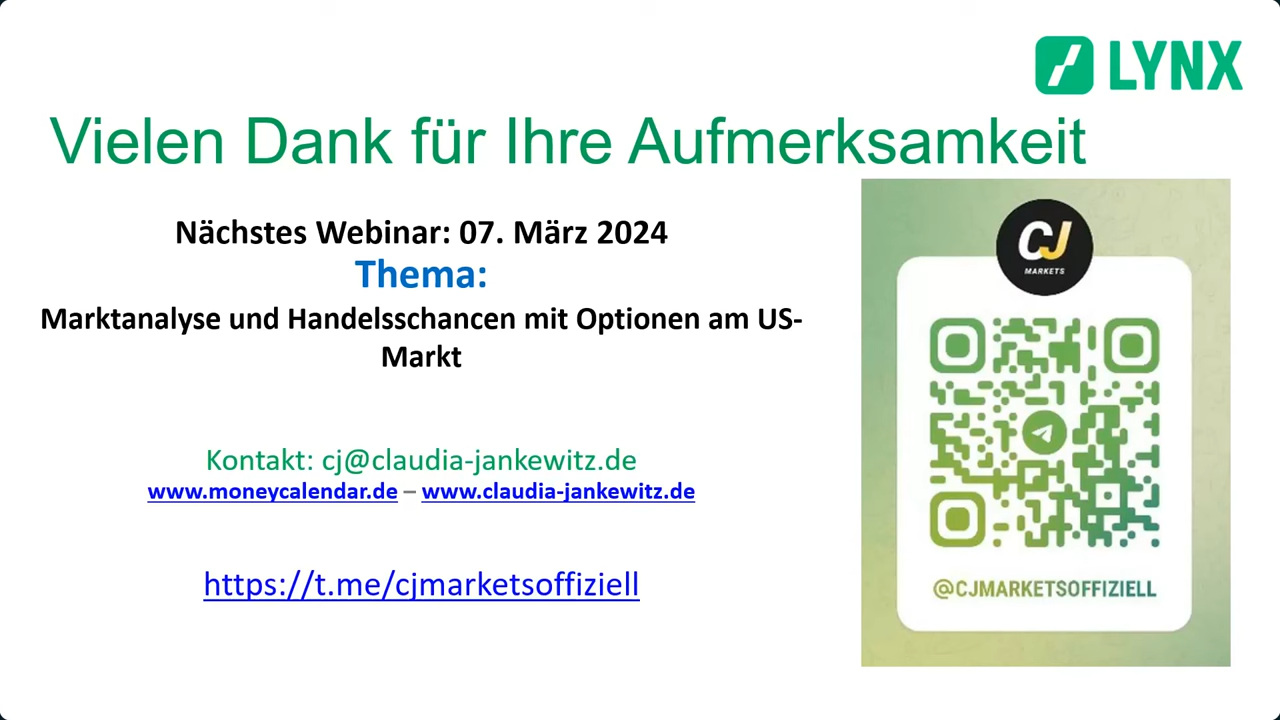 LYNX
Vielen Dank für Ihre Aufmerksamkeit
Nächstes Webinar: 07. März 2024
Thema:
Marktanalyse und Handelsschancen mit Optionen am US-
Markt
Kontakt: cj@claudia-jankewitz.de
www.moneycalendar.de – www.claudia-jankewitz.de
https://t.me/cjmarketsoffiziell
CJ
MARKETS
@CJMARKETSOFFIZIELL